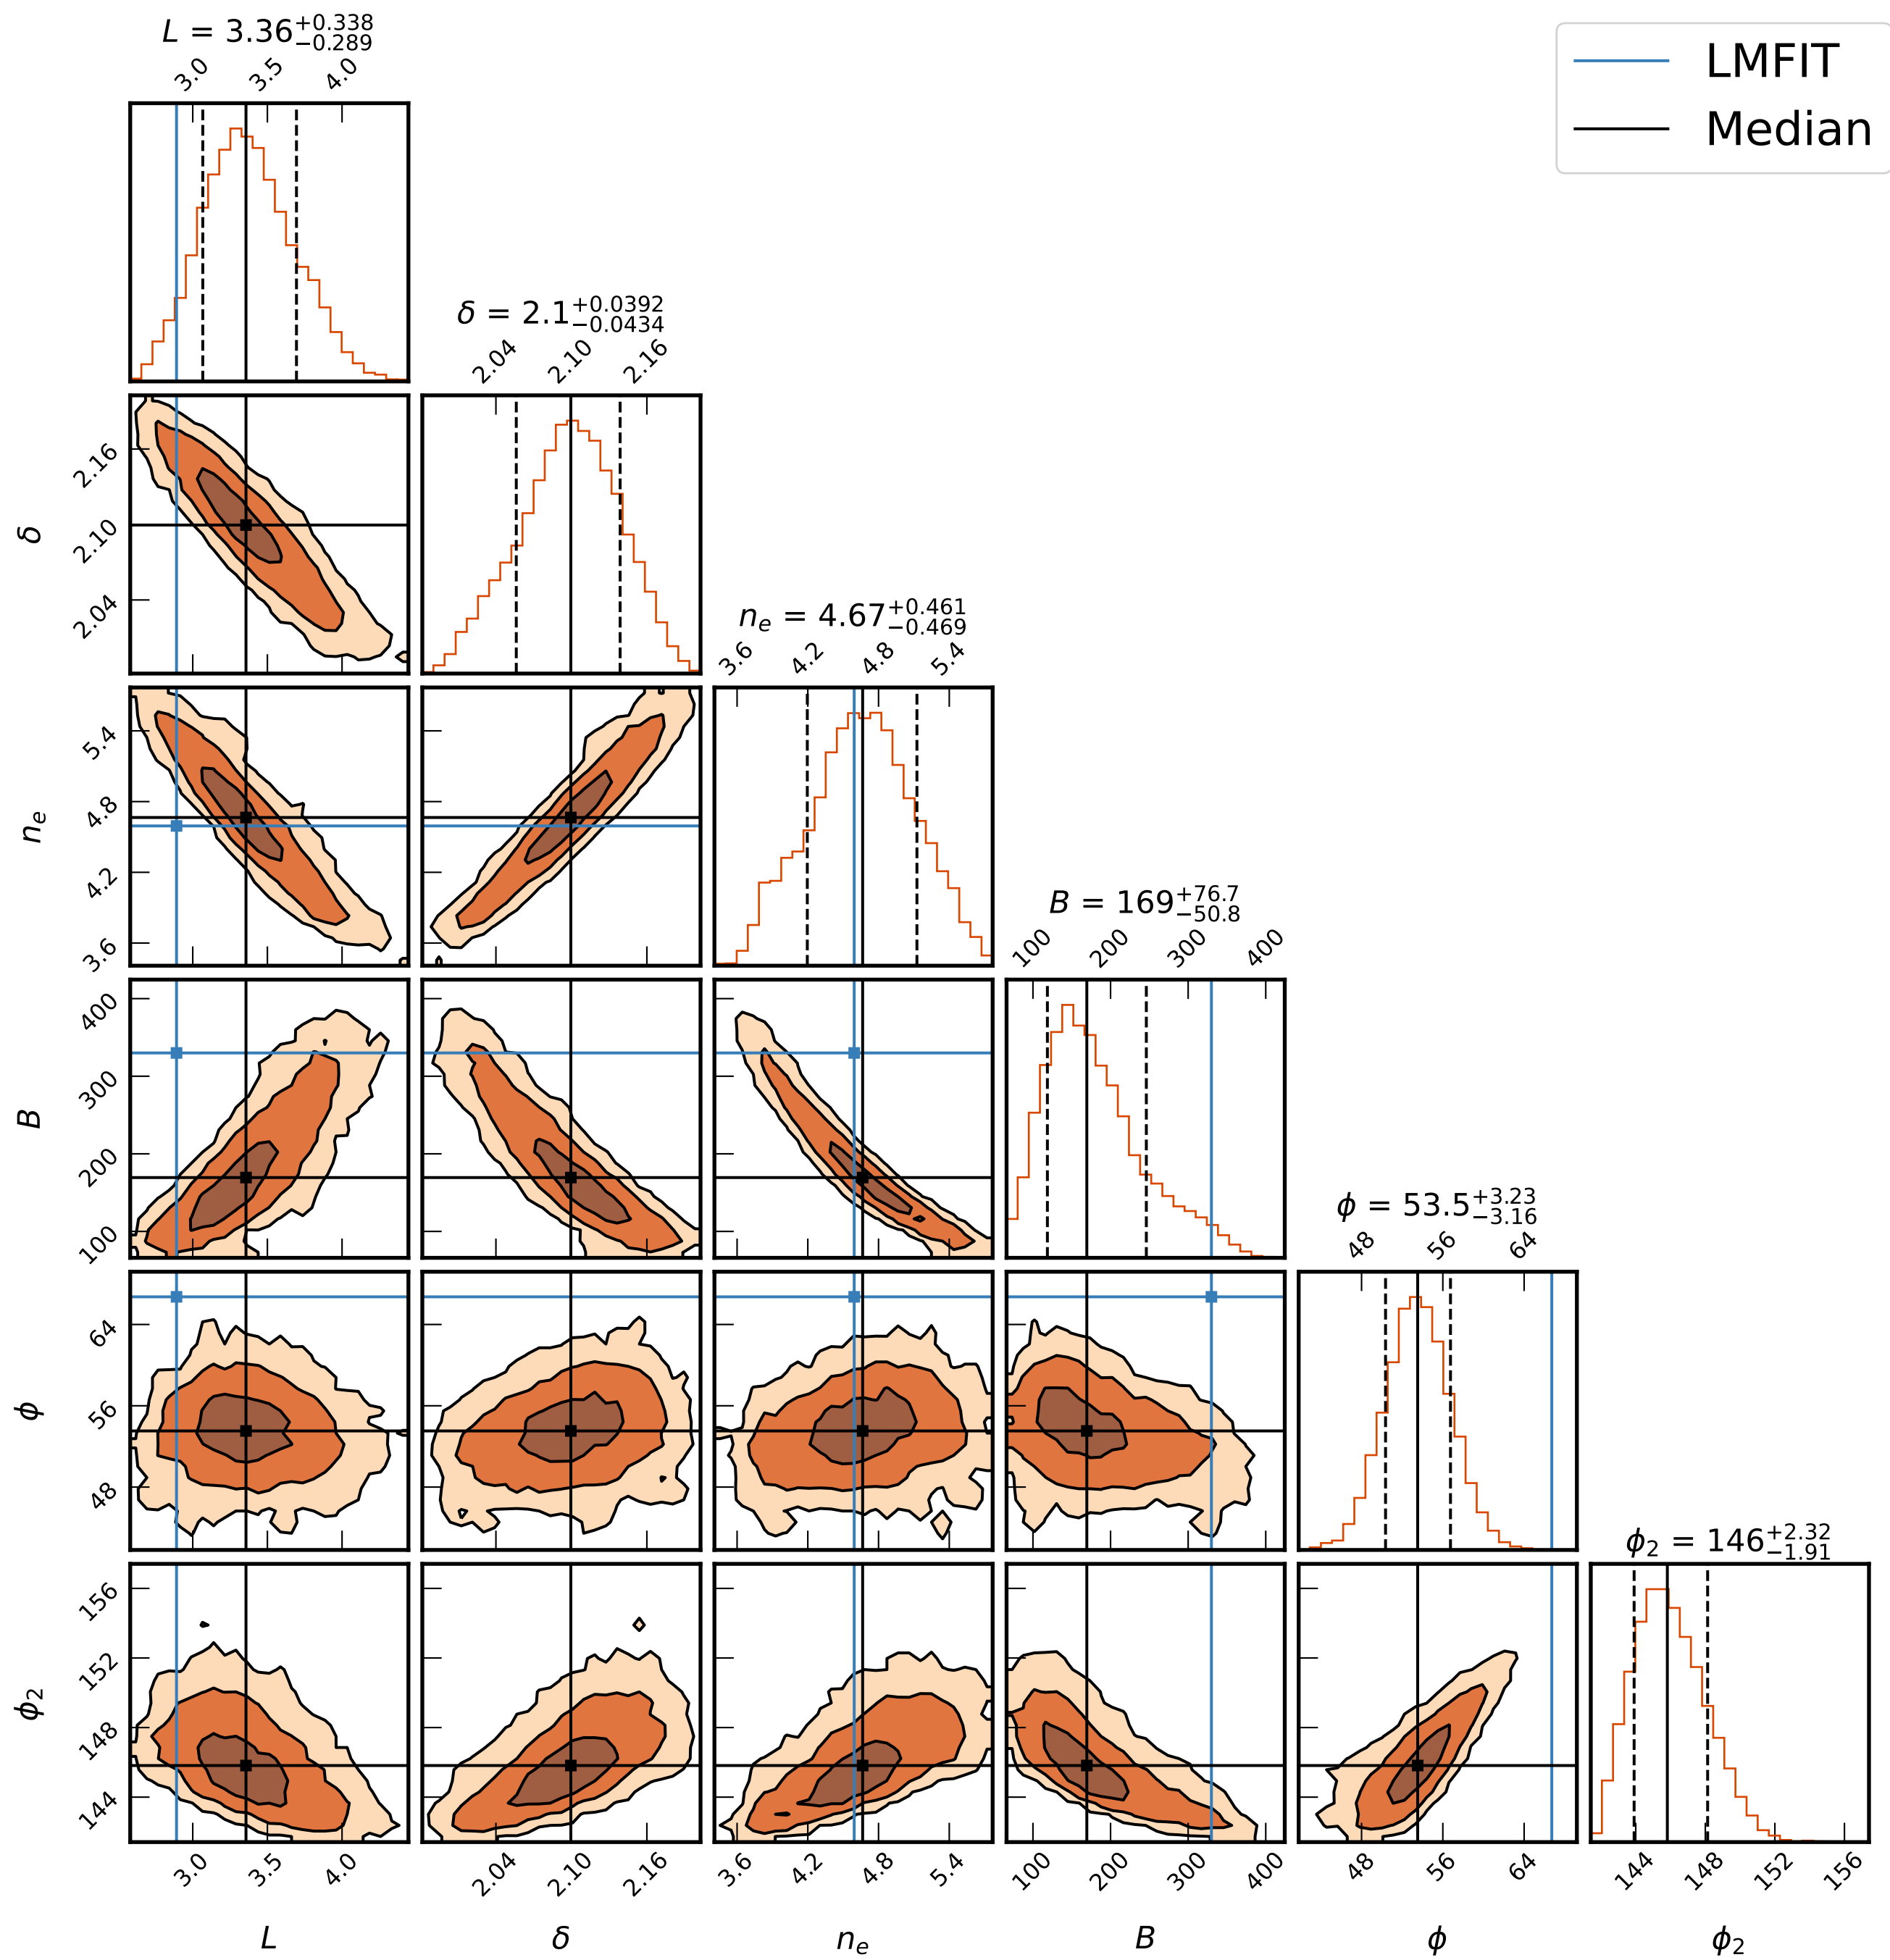 L = 3.36 +0.338 −0.289
3.0 3.5 4.0
LMFIT
Median
δ = 2.1 +0.0392 −0.0434
2.04 2.10 2.16
δ
2.16
2.10
2.04
n_e = 4.67 +0.461 −0.469
3.6 4.2 4.8 5.4
n_e
5.4
4.8
4.2
3.6
B = 169 +76.7 −50.8
100 200 300 400
B
400
300
200
100
ϕ = 53.5 +3.23 −3.16
48 56 64
ϕ
64
56
48
ϕ₂ = 146 +2.32 −1.91
ϕ₂
156
152
148
144
3.0 3.5 4.0 2.04 2.10 2.16 3.6 4.2 4.8 5.4 100 200 300 400 48 56 64 144 148 152 156
L δ n_e B ϕ ϕ₂